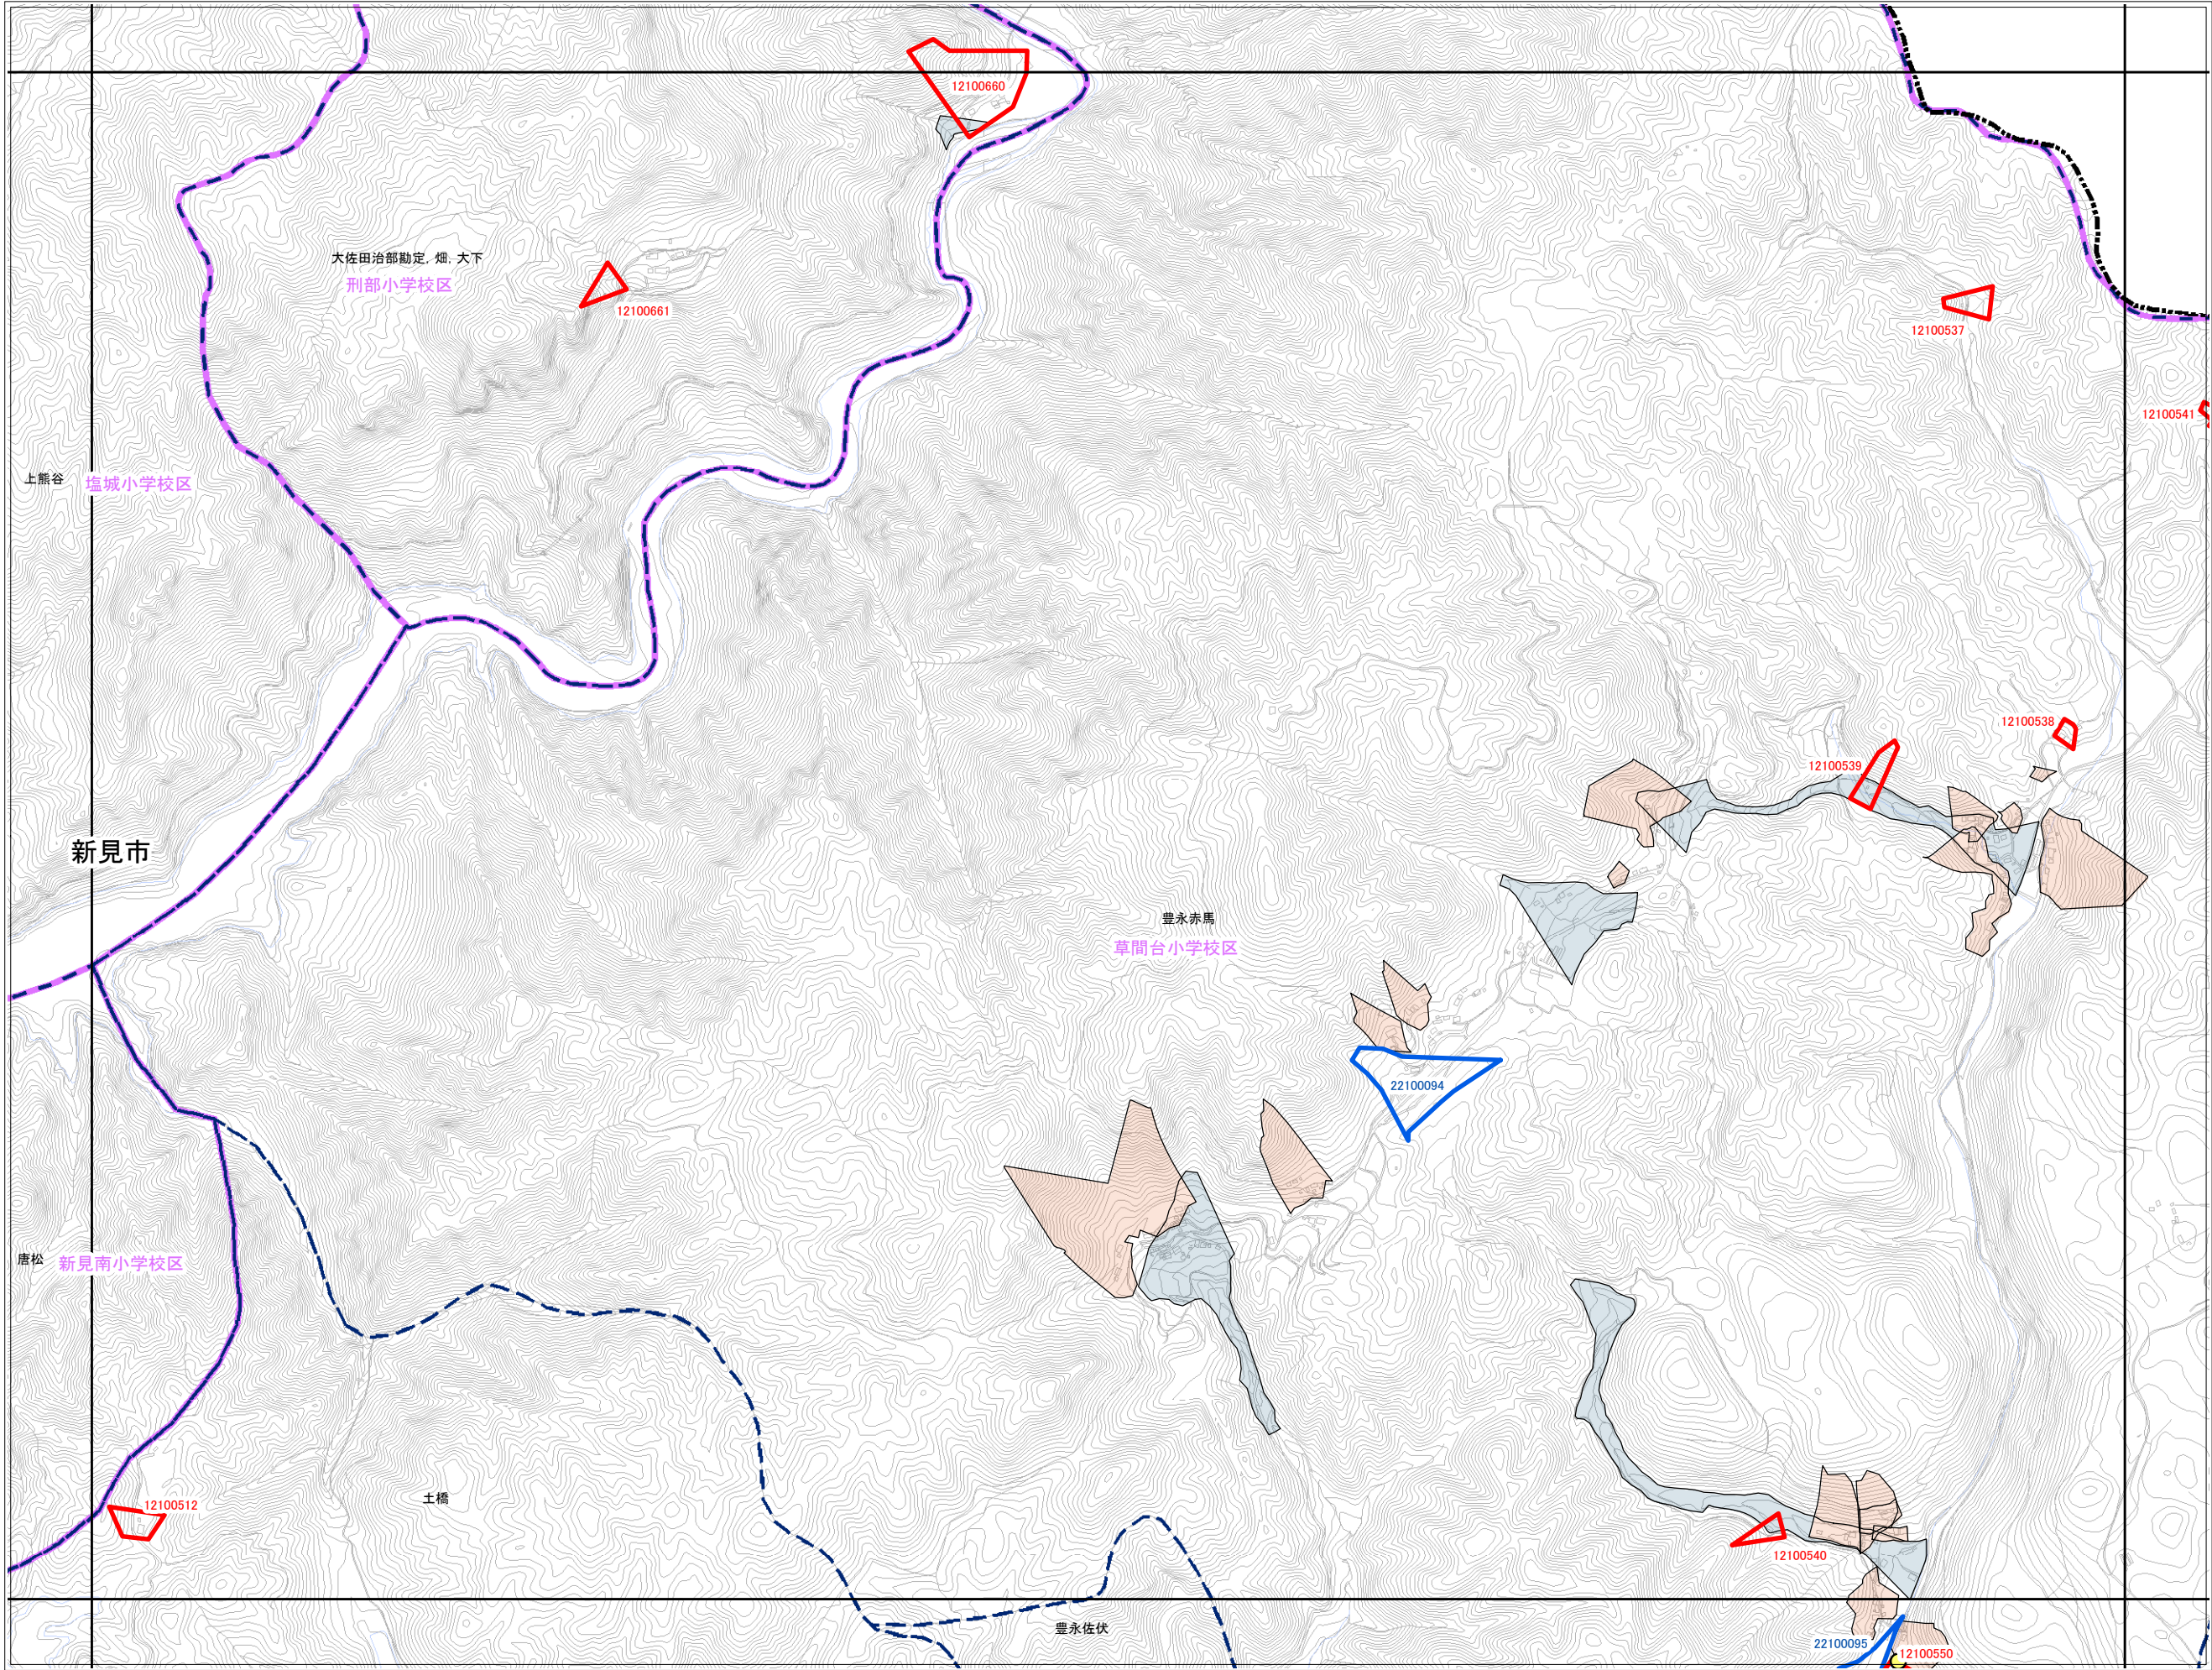 12100660
大佐田治部勘定, 畑, 大下
刑部小学校区
12100661
12100537
12100541
上熊谷
塩城小学校区
12100538
12100539
新見市
豊永赤馬
草間台小学校区
22100094
唐松
新見南小学校区
土橋
12100512
12100540
豊永佐伏
22100095
12100550